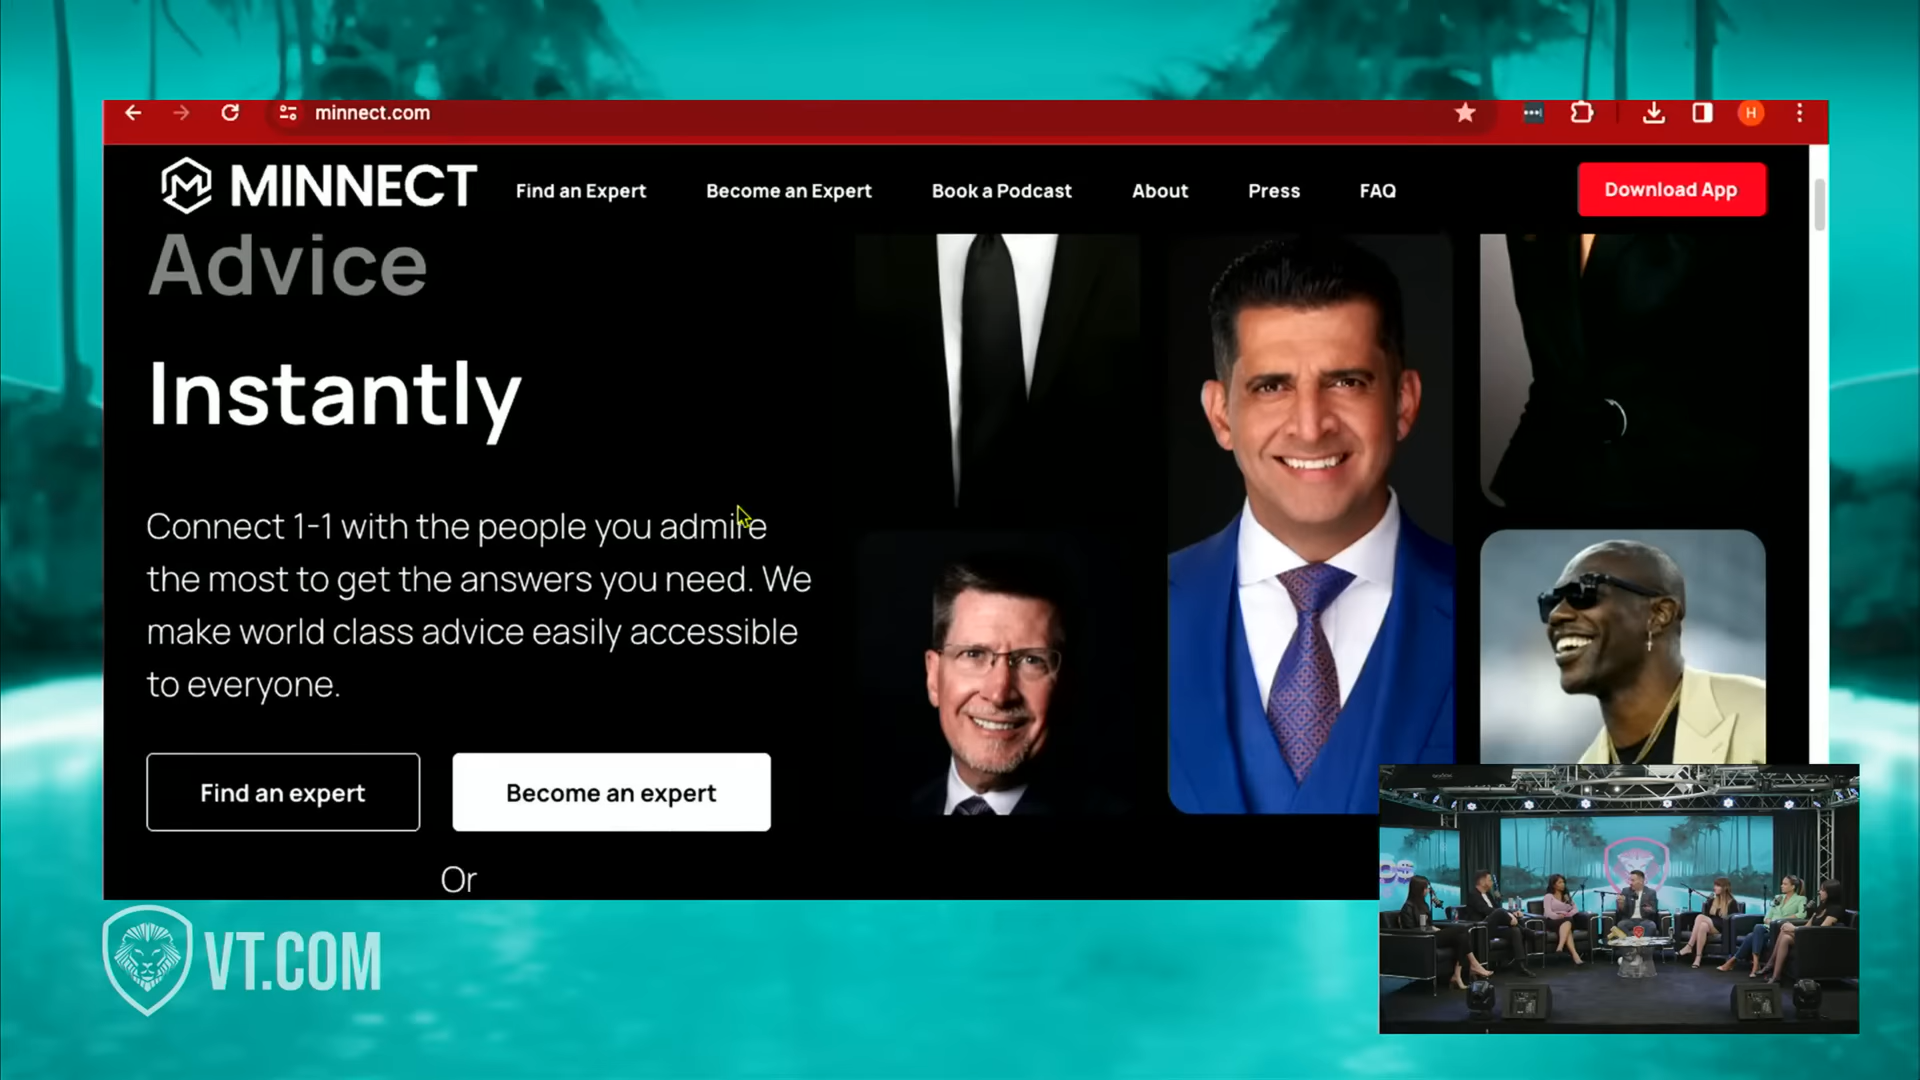 minnect.com
H
MINNECT
Find an Expert
Become an Expert
Book a Podcast
About
Press
FAQ
Download App
Advice
Instantly
Connect 1-1 with the people you admire
the most to get the answers you need. We
make world class advice easily accessible
to everyone.
Find an expert
Become an expert
Or
VT.COM